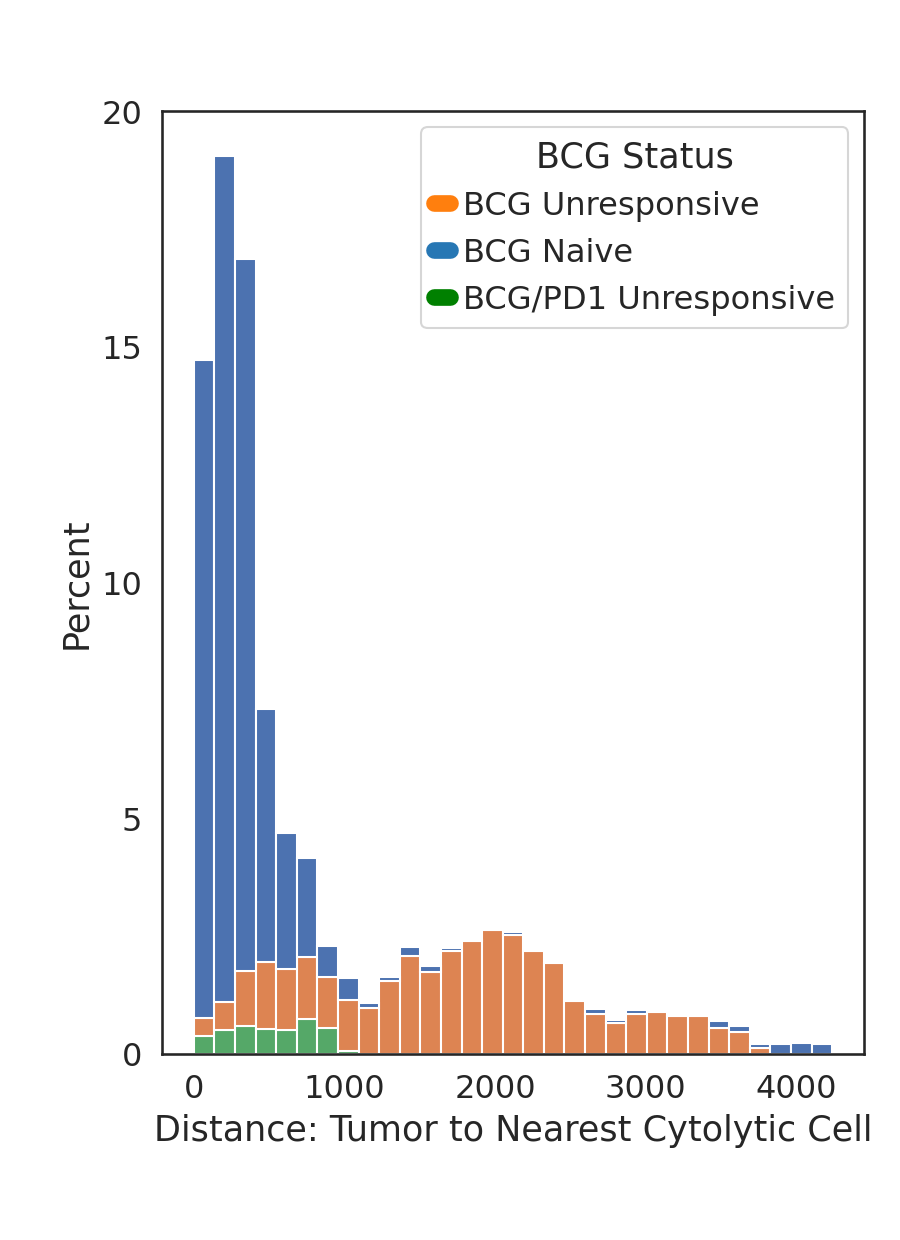 20
15
10
5
0
Percent
BCG Status
BCG Unresponsive
BCG Naive
BCG/PD1 Unresponsive
0 1000 2000 3000 4000
Distance: Tumor to Nearest Cytolytic Cell